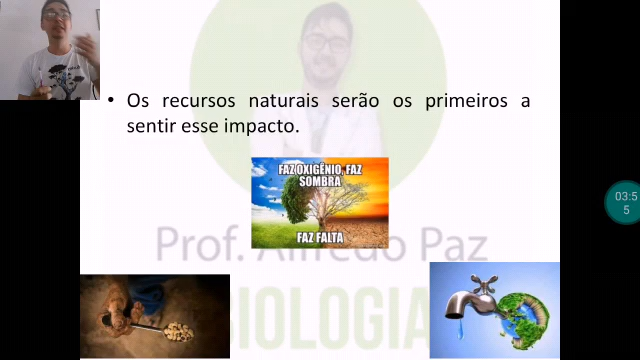 • Os recursos naturais serão os primeiros a
sentir esse impacto.
FAZ OXIGÊNIO, FAZ
SOMBRA
FAZ FALTA
Prof. Alfredo Paz
BIOLOGIA
03:5
5